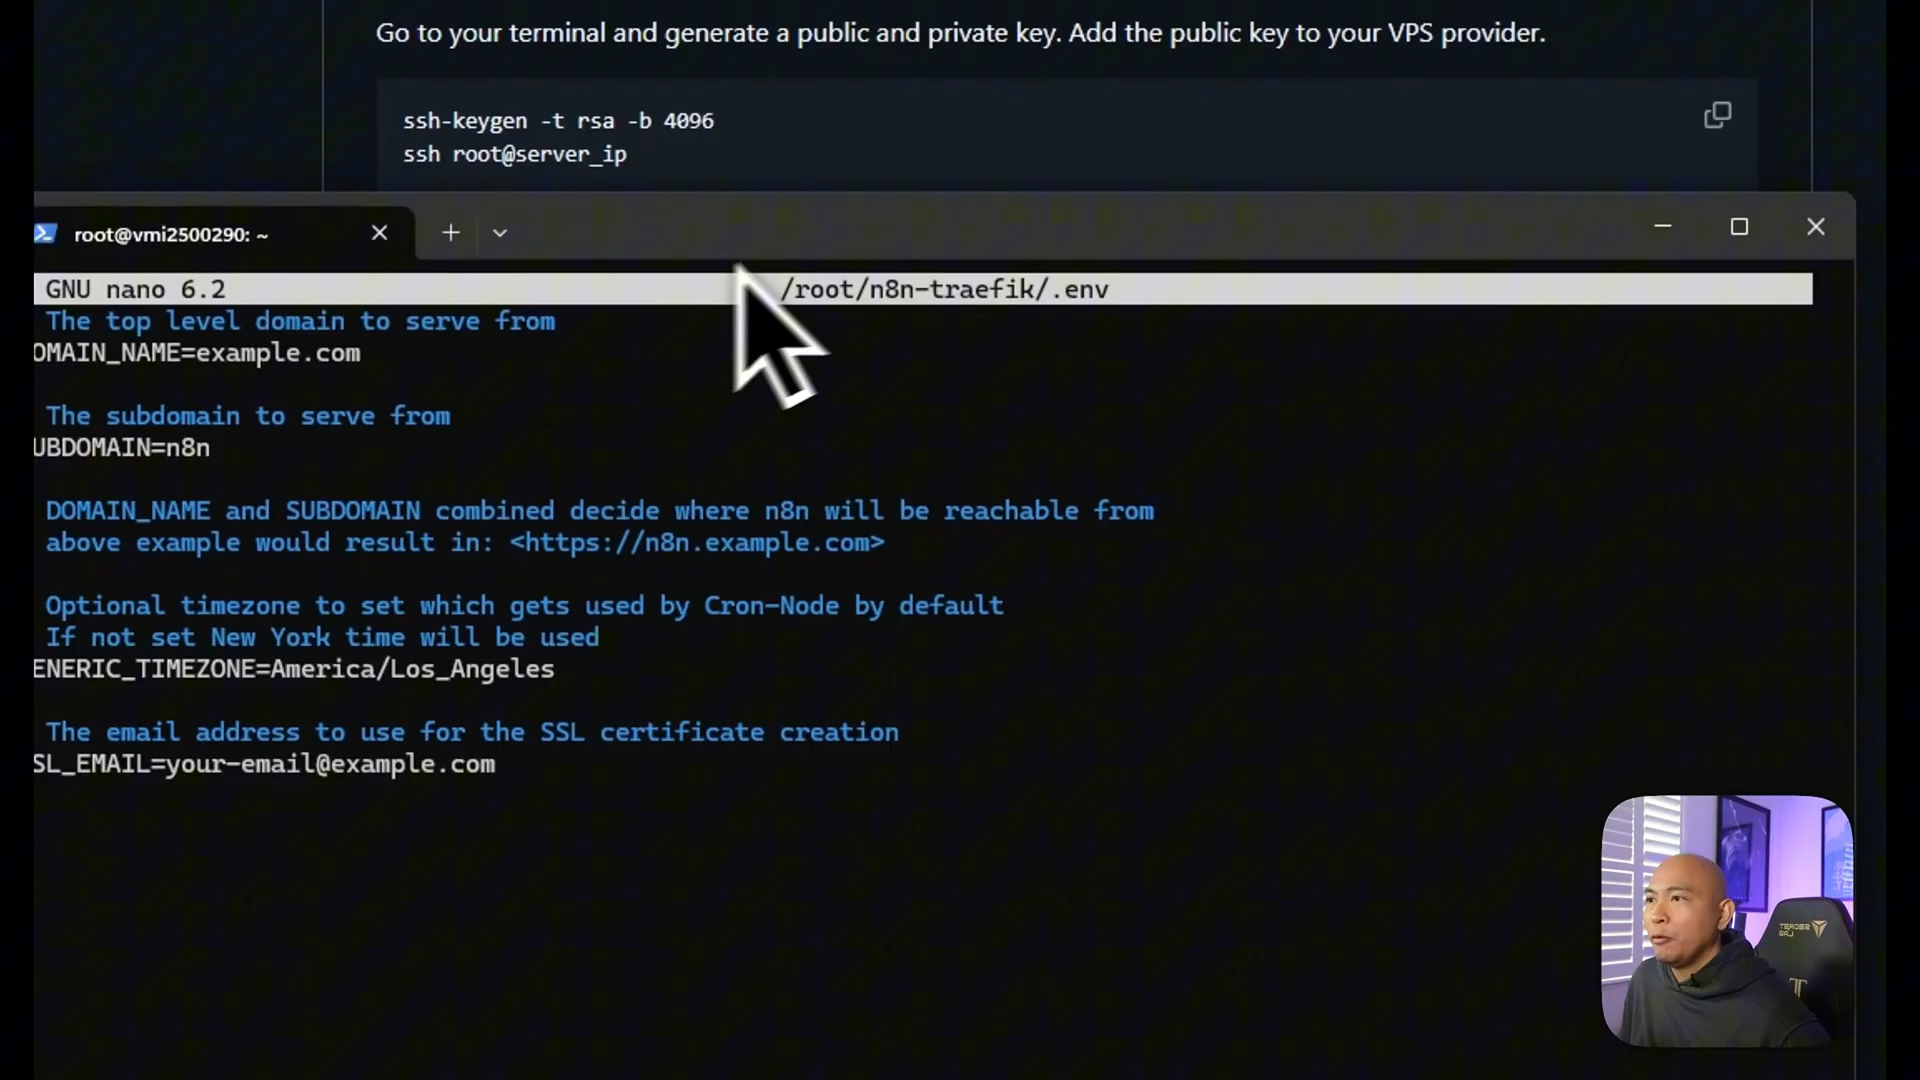 Go to your terminal and generate a public and private key. Add the public key to your VPS provider.
ssh-keygen -t rsa -b 4096
ssh root@server_ip
root@vmi2500290: ~
GNU nano 6.2 /root/n8n-traefik/.env
The top level domain to serve from
OMAIN_NAME=example.com
The subdomain to serve from
UBDOMAIN=n8n
DOMAIN_NAME and SUBDOMAIN combined decide where n8n will be reachable from
above example would result in: <https://n8n.example.com>
Optional timezone to set which gets used by Cron-Node by default
If not set New York time will be used
ENERIC_TIMEZONE=America/Los_Angeles
The email address to use for the SSL certificate creation
SL_EMAIL=your-email@example.com